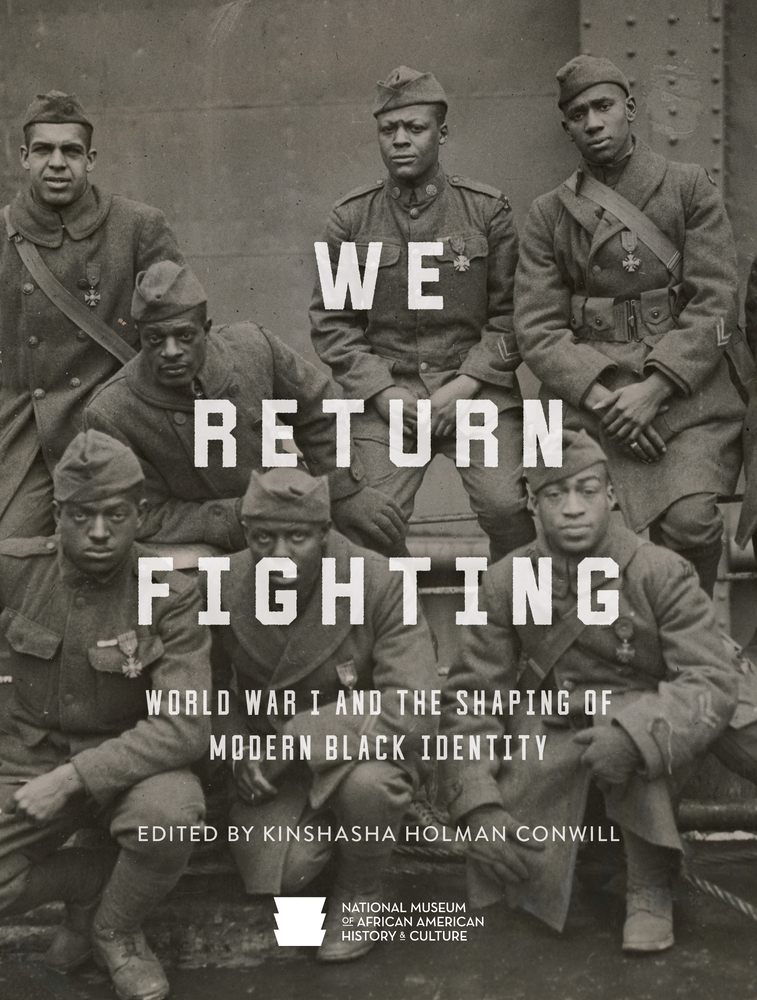 WE
RETURN
FIGHTING
WORLD WAR I AND THE SHAPING OF
MODERN BLACK IDENTITY
EDITED BY KINSHASHA HOLMAN CONWILL
NATIONAL MUSEUM
OF AFRICAN AMERICAN
HISTORY & CULTURE